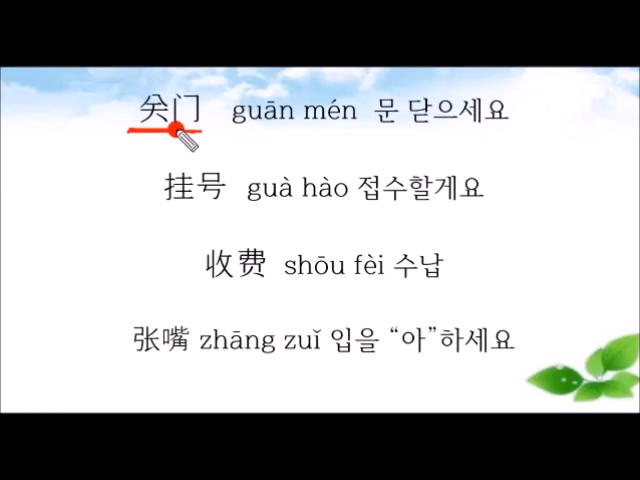 关门 guān mén 문 닫으세요
挂号 guà hào 접수할게요
收费 shōu fèi 수납
张嘴 zhāng zuǐ 입을 “아”하세요